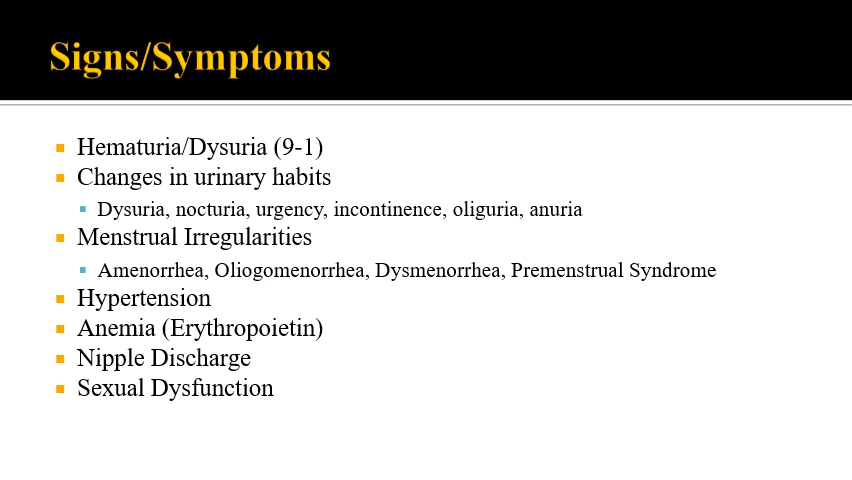 Signs/Symptoms
Hematuria/Dysuria (9-1)
Changes in urinary habits
Dysuria, nocturia, urgency, incontinence, oliguria, anuria
Menstrual Irregularities
Amenorrhea, Oliogomenorrhea, Dysmenorrhea, Premenstrual Syndrome
Hypertension
Anemia (Erythropoietin)
Nipple Discharge
Sexual Dysfunction